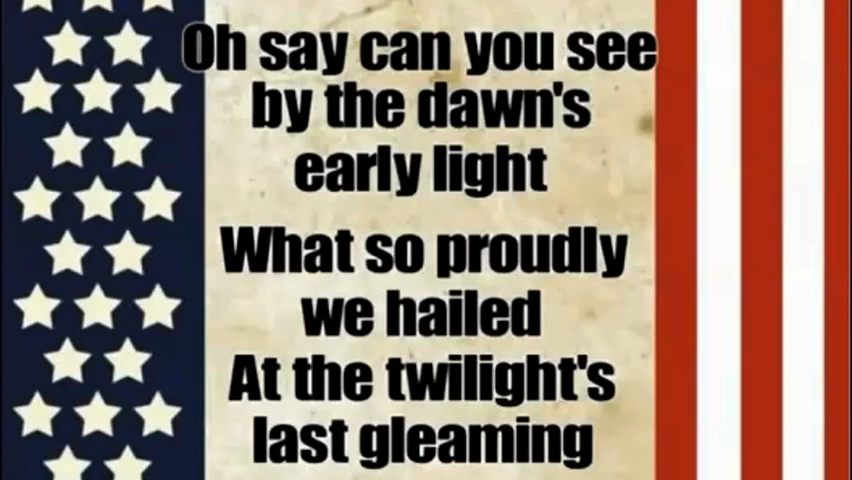 Oh say can you see
by the dawn's
early light
What so proudly
we hailed
At the twilight's
last gleaming